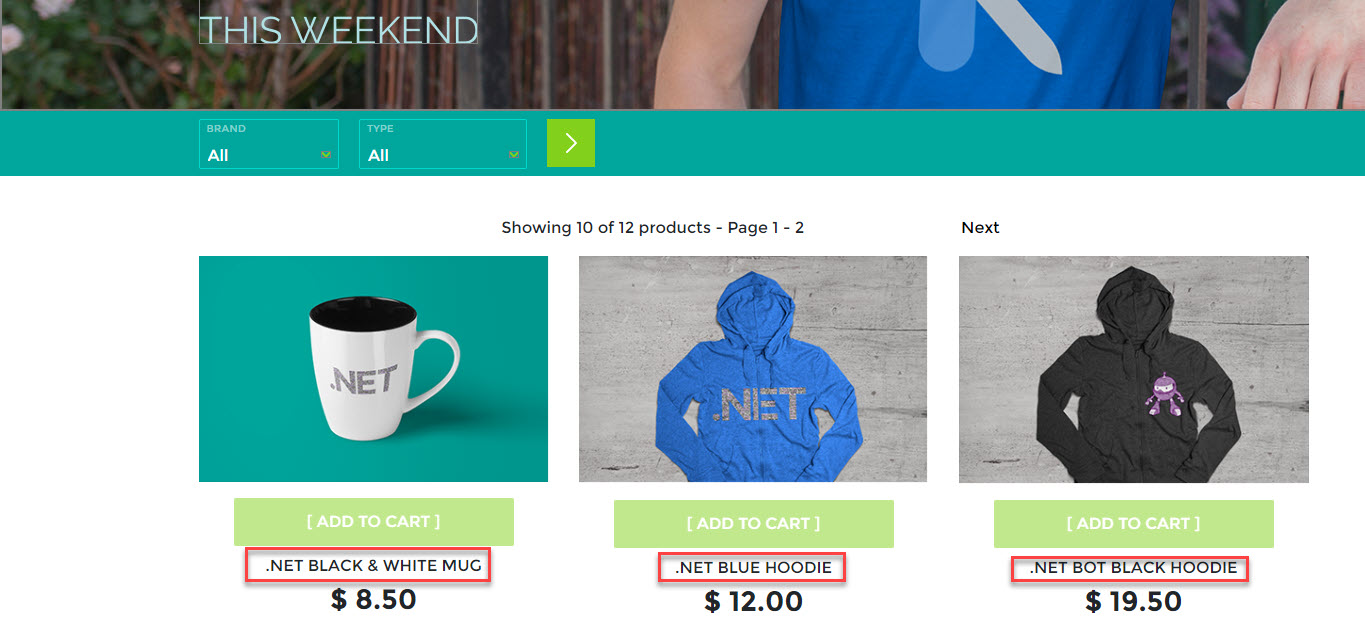 THIS WEEKEND
BRAND
All
TYPE
All
Showing 10 of 12 products - Page 1 - 2
Next
.NET
.NET
[ ADD TO CART ]
[ ADD TO CART ]
[ ADD TO CART ]
.NET BLACK & WHITE MUG
.NET BLUE HOODIE
.NET BOT BLACK HOODIE
$ 8.50
$ 12.00
$ 19.50